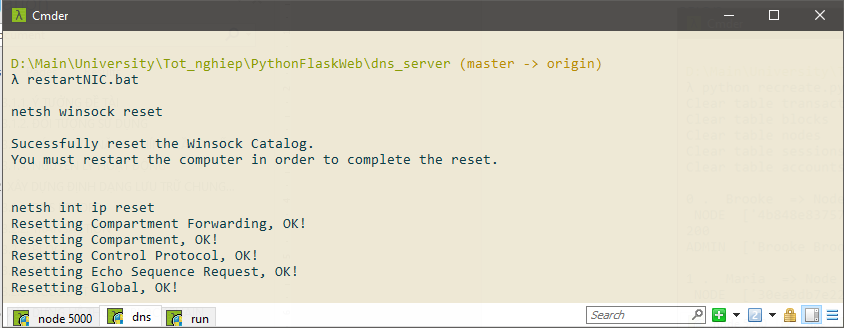 Cmder
D:\Main\University\Tot_nghiep\PythonFlaskWeb\dns_server (master -> origin)
λ restartNIC.bat
netsh winsock reset
Sucessfully reset the Winsock Catalog.
You must restart the computer in order to complete the reset.
netsh int ip reset
Resetting Compartment Forwarding, OK!
Resetting Compartment, OK!
Resetting Control Protocol, OK!
Resetting Echo Sequence Request, OK!
Resetting Global, OK!
node 5000 dns run Search